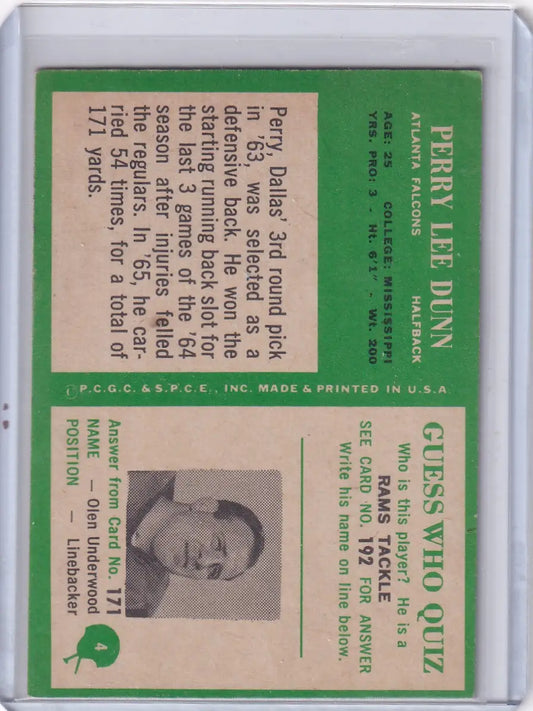 PERRY LEE DUNN
ATLANTA FALCONS HALFBACK
AGE: 25 COLLEGE: MISSISSIPPI
YRS. PRO: 3 . Ht. 6'1" . Wt. 200
Perry, Dallas' 3rd round pick
in '63, was selected as a
defensive back. He won the
starting running back slot for
the last 3 games of the '64
season after injuries felled
the regulars. In '65, he car-
ried 54 times, for a total of
171 yards.
© P.C.G.C. & S.P.C.E., INC. MADE & PRINTED IN U.S.A.
GUESS WHO QUIZ
Who is this player? He is a
RAMS TACKLE
SEE CARD NO. 192 FOR ANSWER
Write his name on line below.
Answer from Card No. 171
NAME — Olen Underwood
POSITION — Linebacker
4